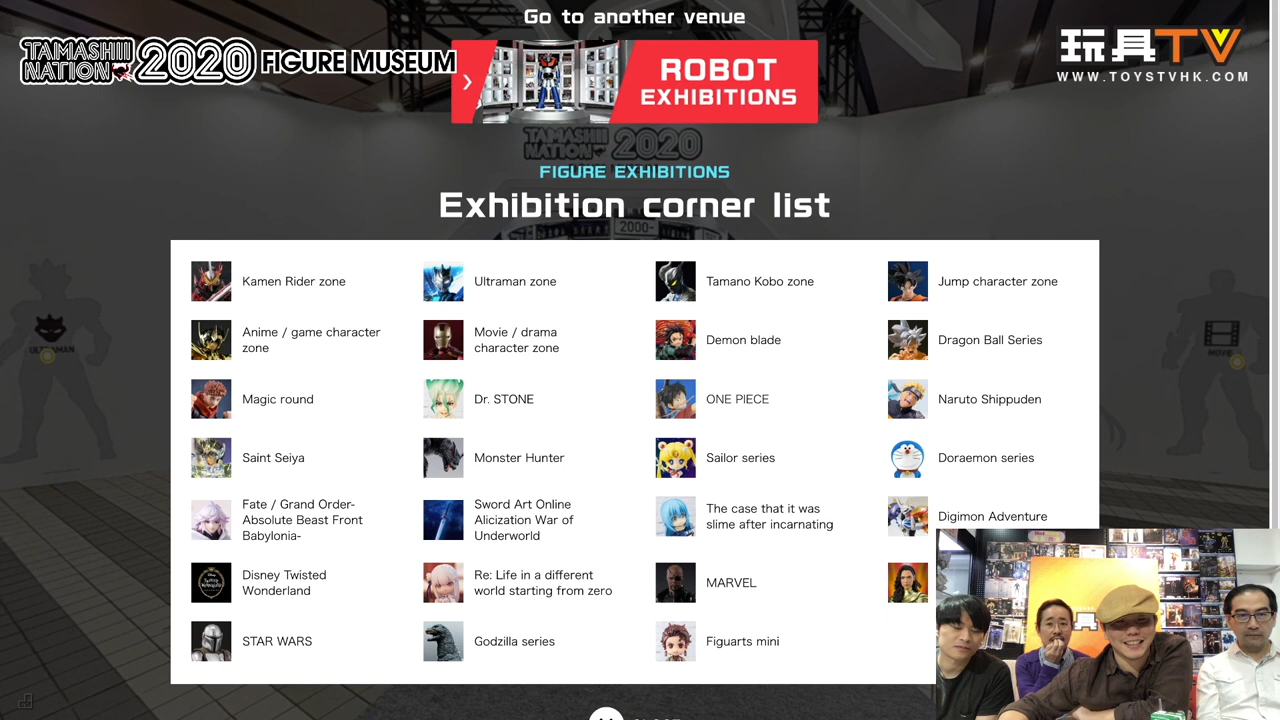 Go to another venue
TAMASHII NATION 2020 FIGURE MUSEUM
ROBOT
EXHIBITIONS
玩具TV
WWW.TOYSTVHK.COM
TAMASHII NATION 2020
FIGURE EXHIBITIONS
Exhibition corner list
2000-
Kamen Rider zone
Ultraman zone
Tamano Kobo zone
Jump character zone
Anime / game character
zone
Movie / drama
character zone
Demon blade
Dragon Ball Series
ULTRAMAN
MOVIE
Magic round
Dr. STONE
ONE PIECE
Naruto Shippuden
Saint Seiya
Monster Hunter
Sailor series
Doraemon series
Fate / Grand Order-
Absolute Beast Front
Babylonia-
Sword Art Online
Alicization War of
Underworld
The case that it was
slime after incarnating
Digimon Adventure
Disney Twisted
Wonderland
Re: Life in a different
world starting from zero
MARVEL
STAR WARS
Godzilla series
Figuarts mini